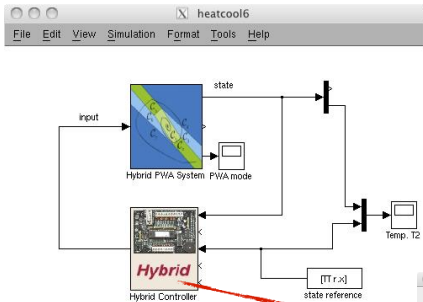 heatcool6
File Edit View Simulation Format Tools Help
state
input
Hybrid PWA System
PWA mode
Temp. T2
Hybrid
[TT r.x]
state reference
Hybrid Controller